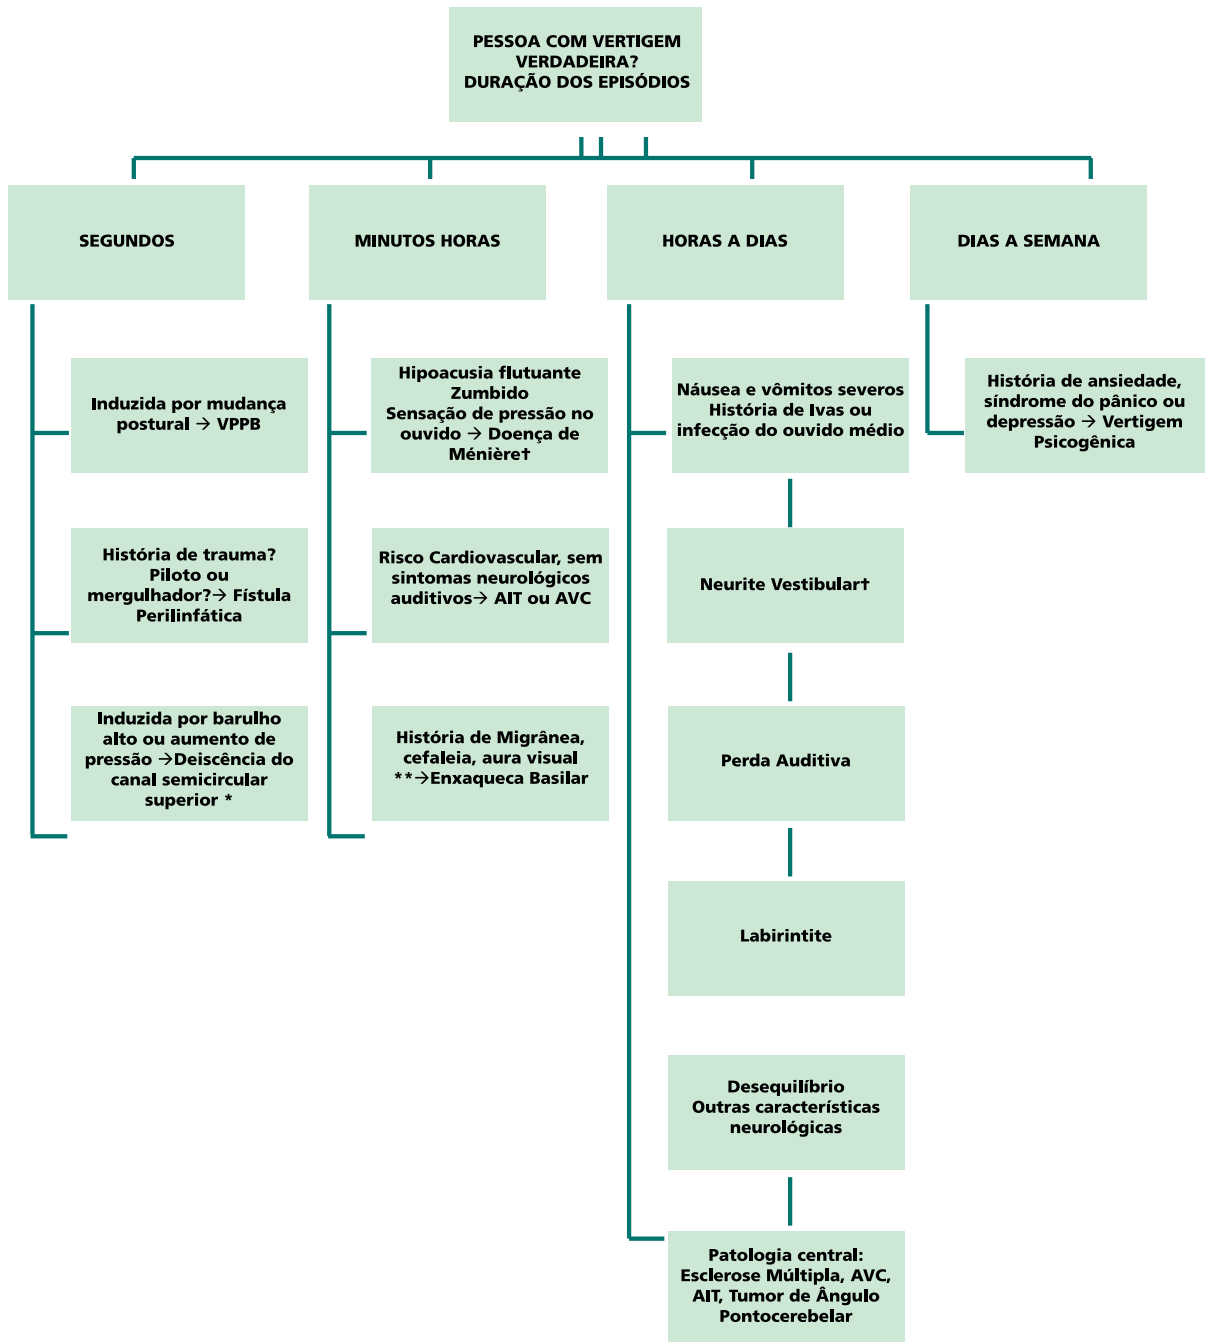 PESSOA COM VERTIGEM
VERDADEIRA?
DURAÇÃO DOS EPISÓDIOS
SEGUNDOS
MINUTOS HORAS
HORAS A DIAS
DIAS A SEMANA
Induzida por mudança
postural → VPPB
História de trauma?
Piloto ou
mergulhador?→ Fístula
Perilinfática
Induzida por barulho
alto ou aumento de
pressão →Deiscência do
canal semicircular
superior *
Hipoacusia flutuante
Zumbido
Sensação de pressão no
ouvido → Doença de
Ménière†
Risco Cardiovascular, sem
sintomas neurológicos
auditivos→ AIT ou AVC
História de Migrânea,
cefaleia, aura visual
**→Enxaqueca Basilar
Náusea e vômitos severos
História de Ivas ou
infecção do ouvido médio
Neurite Vestibular†
Perda Auditiva
Labirintite
Desequilíbrio
Outras características
neurológicas
Patologia central:
Esclerose Múltipla, AVC,
AIT, Tumor de Ângulo
Pontocerebelar
História de ansiedade,
síndrome do pânico ou
depressão → Vertigem
Psicogênica